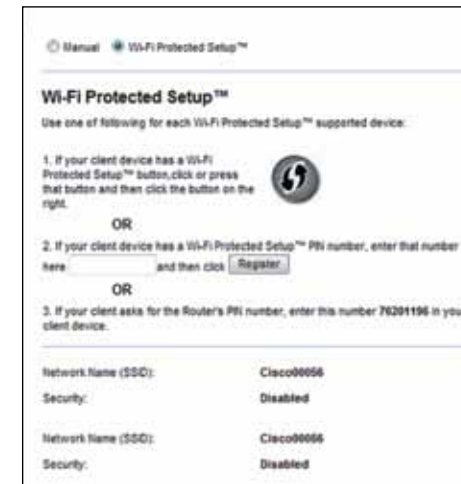 Manual Wi-Fi Protected Setup™
Wi-Fi Protected Setup™
Use one of following for each Wi-Fi Protected Setup™ supported device:
1. If your client device has a Wi-Fi
Protected Setup™ button,click or press
that button and then click the button on the
right.
OR
2. If your client device has a Wi-Fi Protected Setup™ PIN number, enter that number
here and then click Register
OR
3. If your client asks for the Router's PIN number, enter this number 76201196 in you
client device.
Network Name (SSID): Cisco00056
Security: Disabled
Network Name (SSID): Cisco00066
Security: Disabled